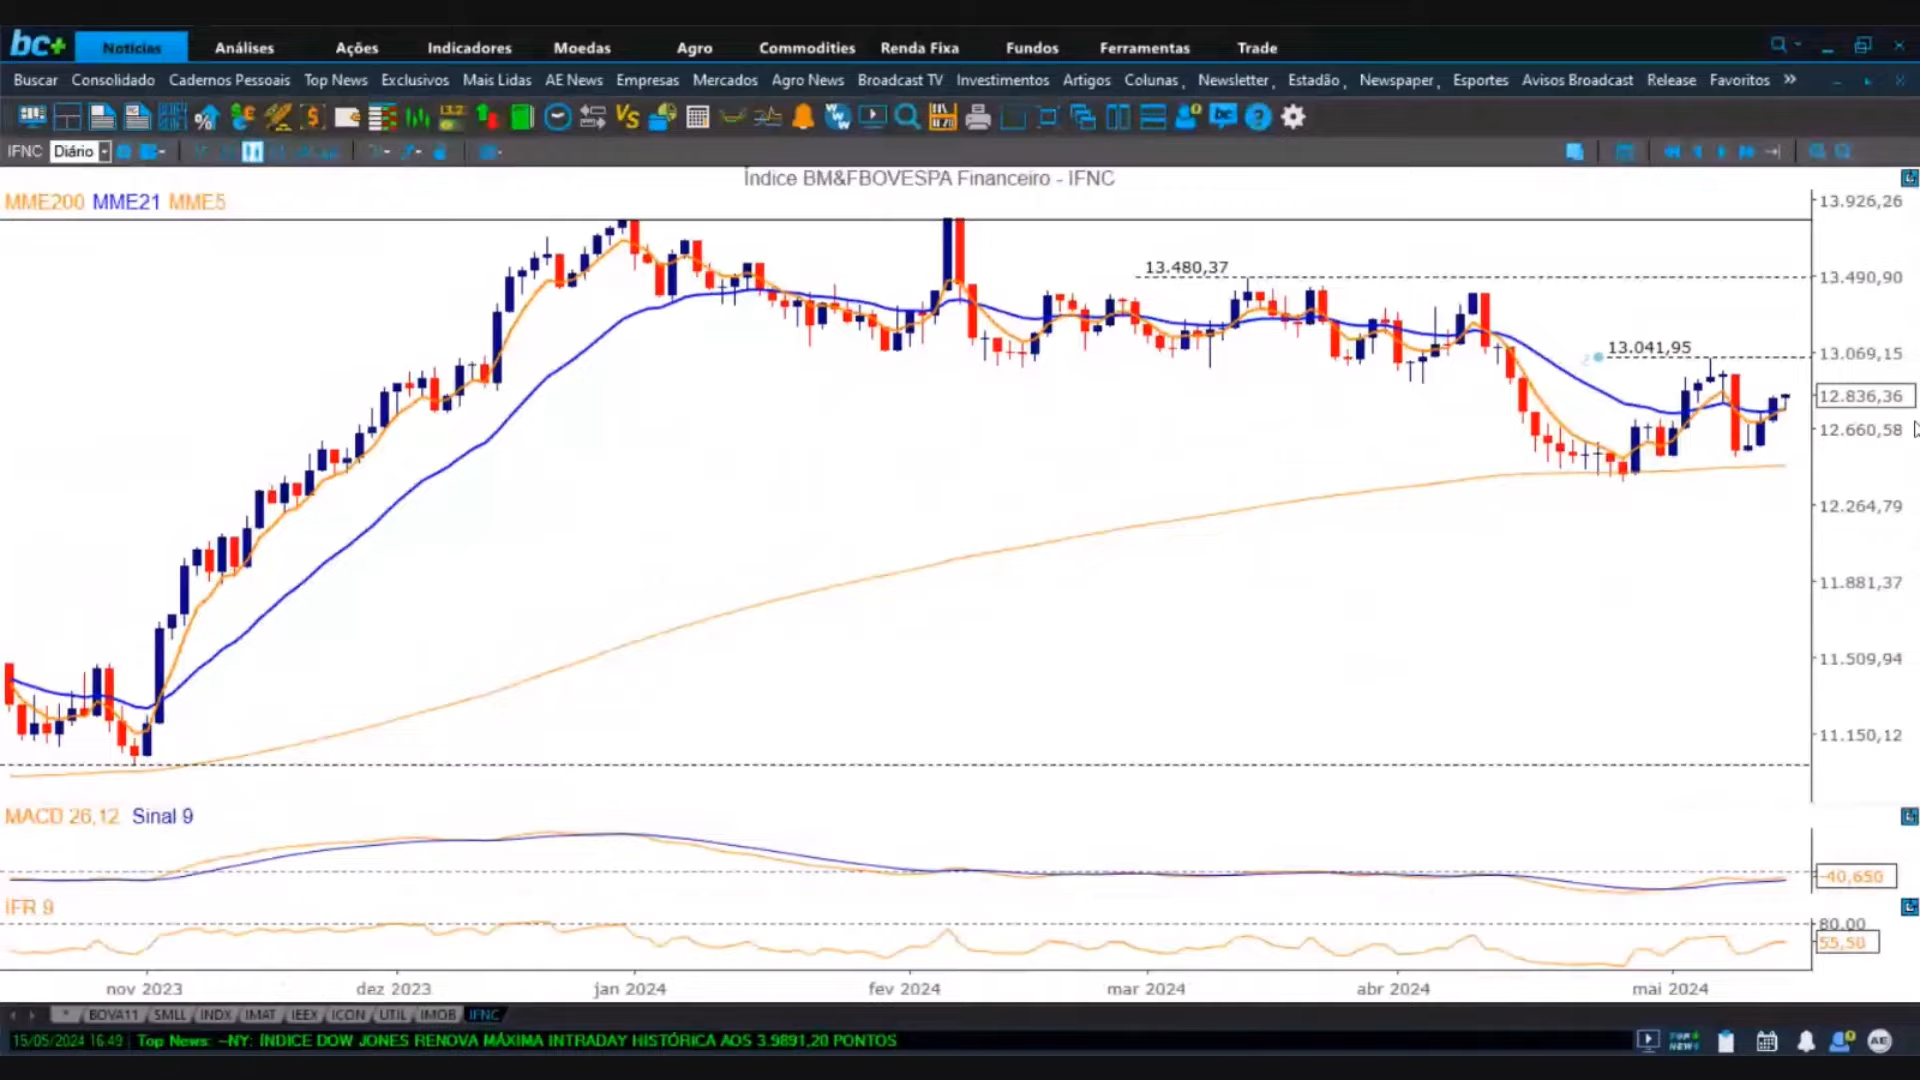 bc+ Notícias Análises Ações Indicadores Moedas Agro Commodities Renda Fixa Fundos Ferramentas Trade
Buscar Consolidado Cadernos Pessoais Top News Exclusivos Mais Lidas AE News Empresas Mercados Agro News Broadcast TV Investimentos Artigos Colunas Newsletter Estadão Newspaper Esportes Avisos Broadcast Release Favoritos »
IFNC Diário
Índice BM&FBOVESPA Financeiro - IFNC
MME200 MME21 MME5
13.926,26
13.480,37
13.490,90
13.041,95
13.069,15
12.836,36
12.660,58
12.264,79
11.881,37
11.509,94
11.150,12
MACD 26,12 Sinal 9
-40,650
IFR 9
80,00
55,50
nov 2023 dez 2023 jan 2024 fev 2024 mar 2024 abr 2024 mai 2024
* BOVA11 SMLL INDX IMAT IEEX ICON UTIL IMOB IFNC
15/05/2024 16:49 Top News: --NY: ÍNDICE DOW JONES RENOVA MÁXIMA INTRADAY HISTÓRICA AOS 3.9891,20 PONTOS
TOP NEWS
AE